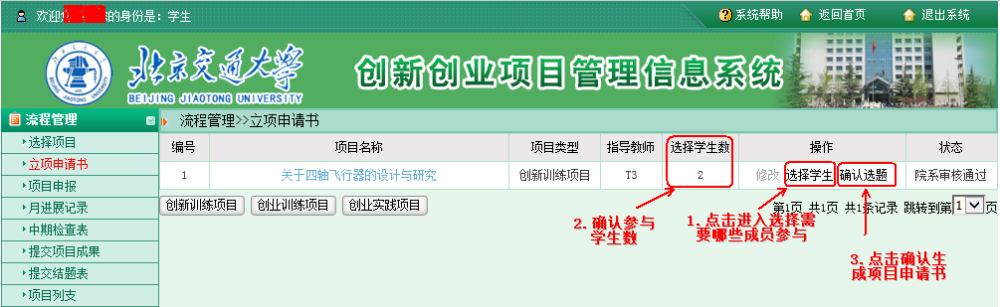 欢迎您 的身份是：学生
系统帮助 返回首页 退出系统
北京交通大学
BEIJING JIAOTONG UNIVERSITY
创新创业项目管理信息系统
流程管理
选择项目
立项申请书
项目申报
月进展记录
中期检查表
提交项目成果
提交结题表
项目列支
流程管理>>立项申请书
编号 项目名称 项目类型 指导教师 选择学生数 操作 状态
1 关于四轴飞行器的设计与研究 创新训练项目 T3 2 修改 选择学生 确认选题 院系审核通过
创新训练项目 创业训练项目 创业实践项目
第1页 共1页 共1条记录 跳转到第 1 页
2.确认参与
学生数
1.点击进入选择需
要哪些成员参与
3.点击确认生
成项目申请书